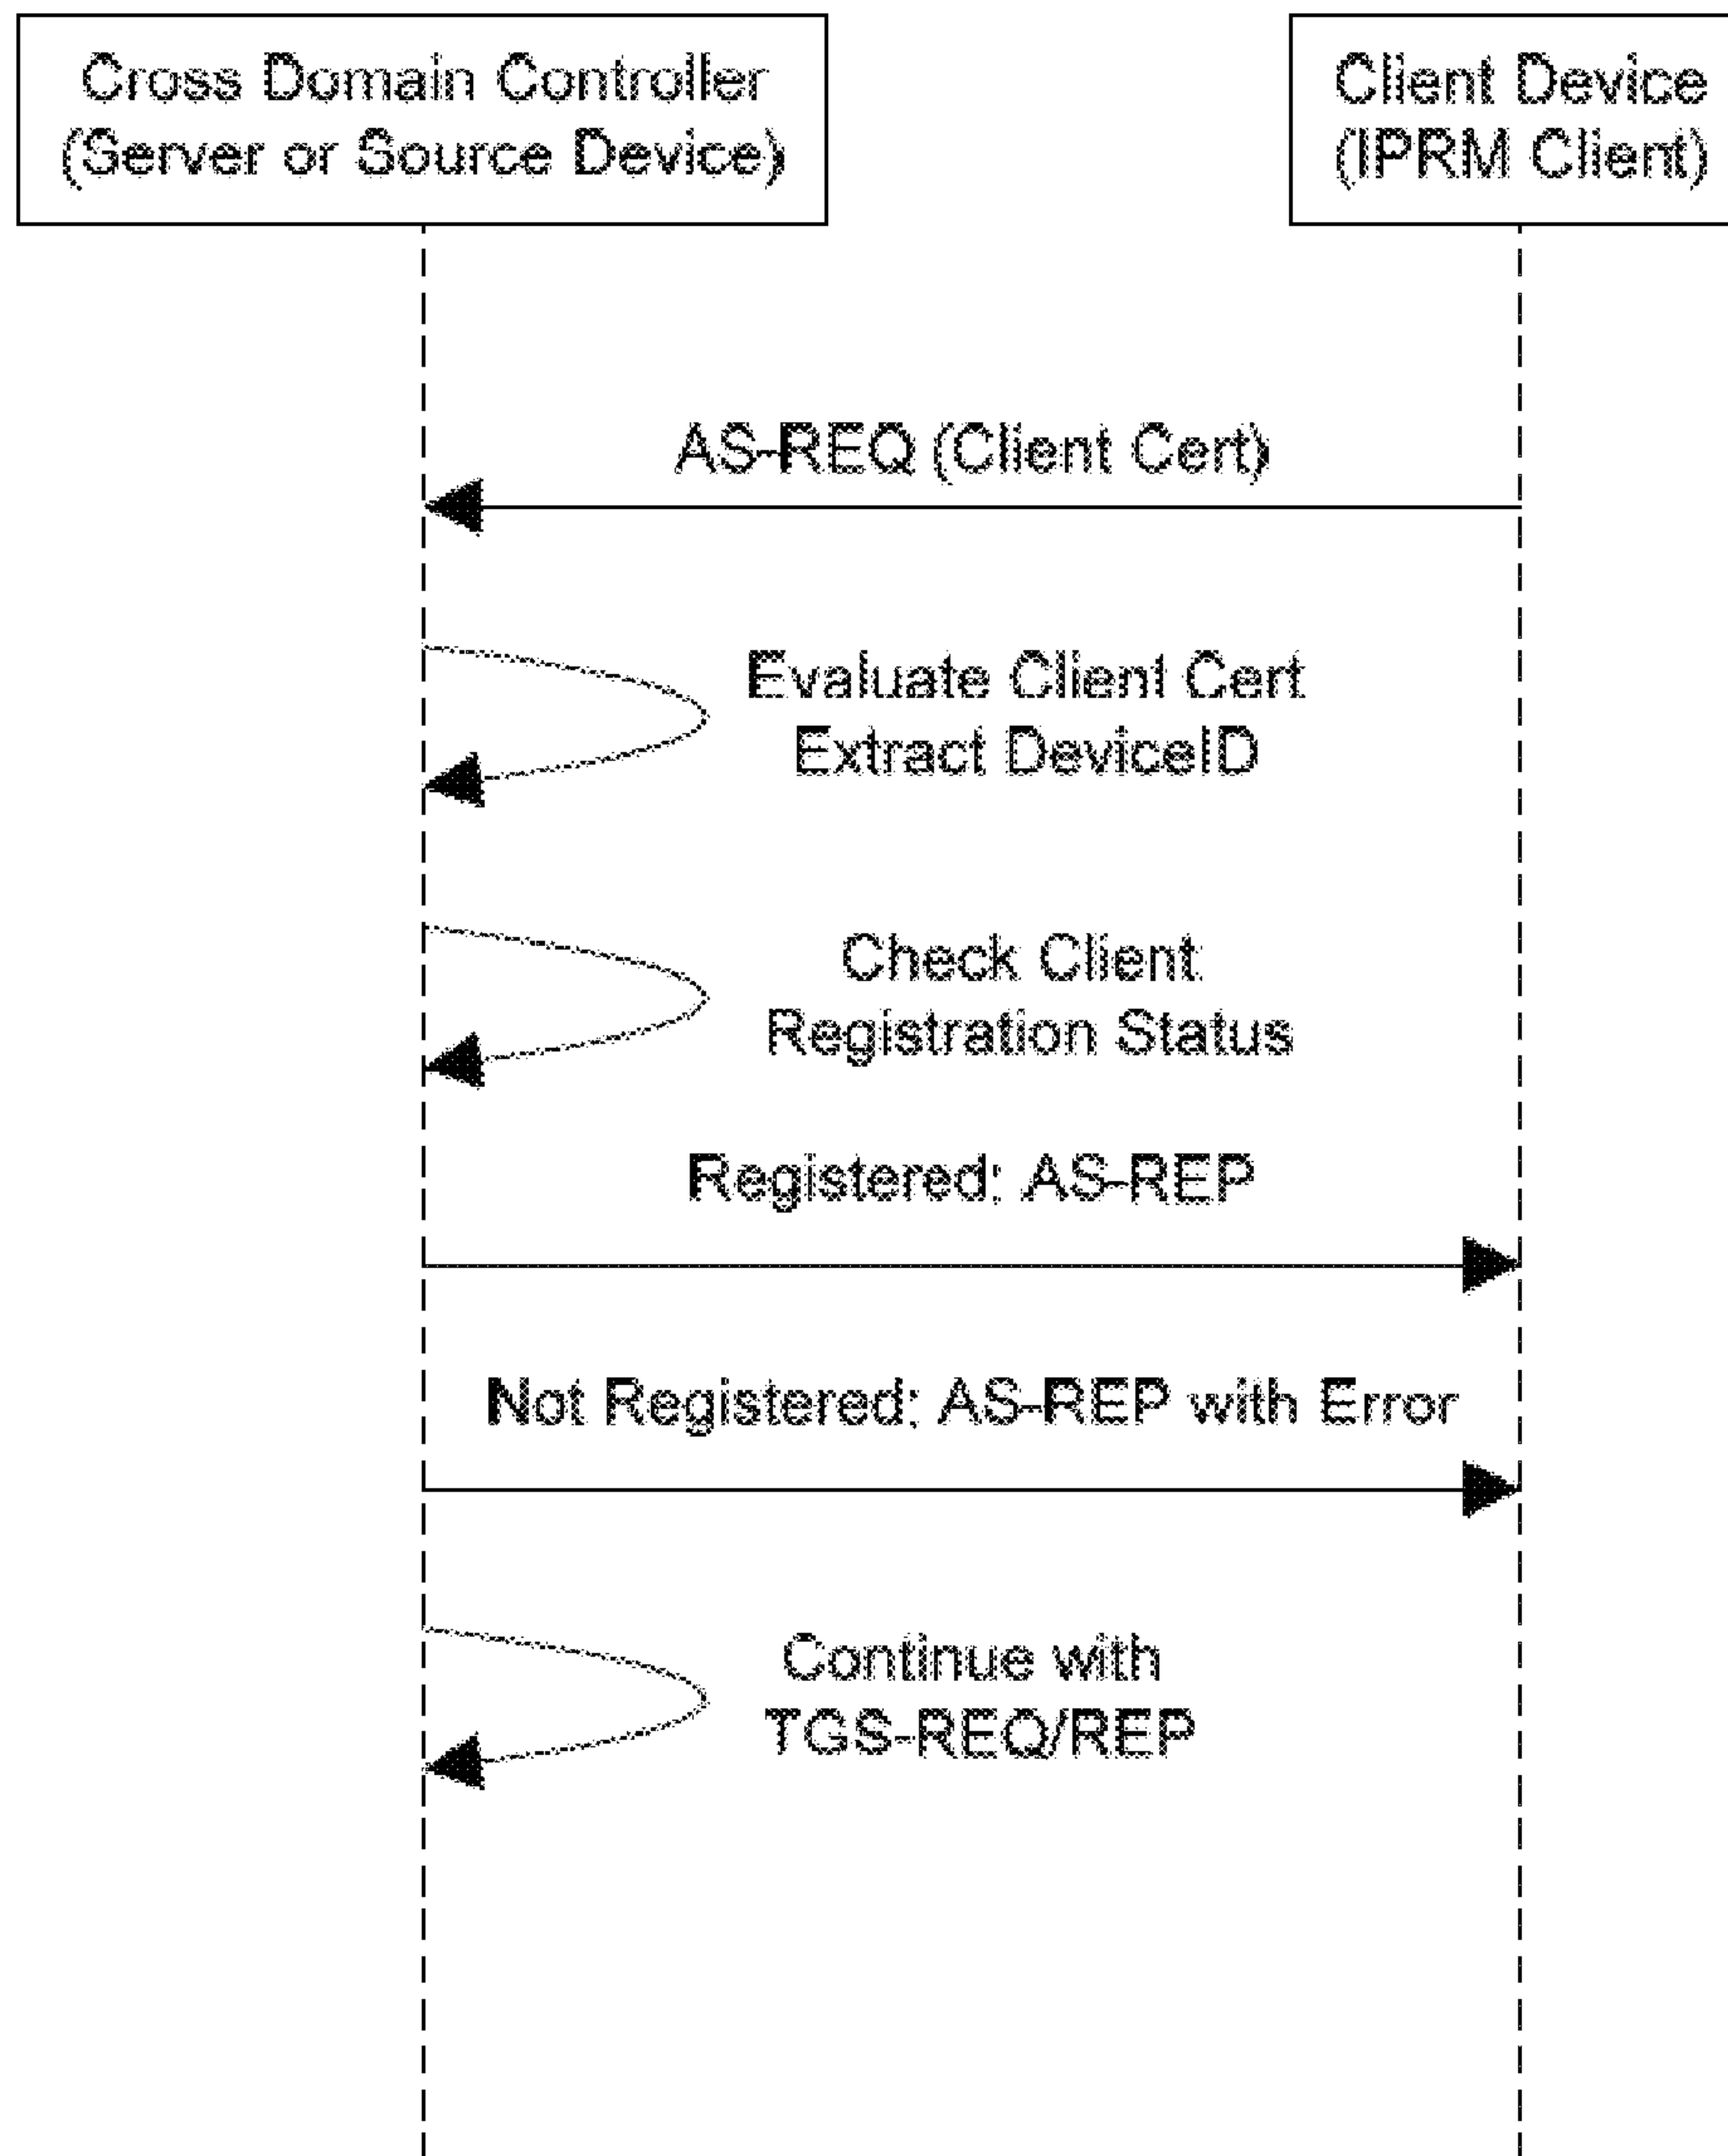 Cross Domain Controller
(Server or Source Device)
Client Device
(IPRM Client)
AS-REQ (Client Cert)
Evaluate Client Cert
Extract DeviceID
Check Client
Registration Status
Registered: AS-REP
Not Registered: AS-REP with Error
Continue with
TGS-REQ/REP